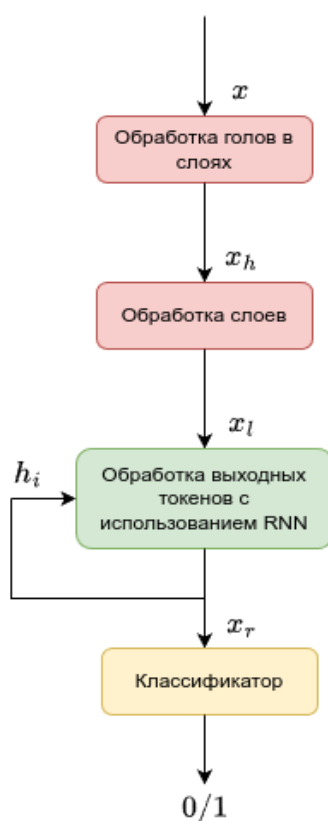 x
Обработка голов в
слоях
x_h
Обработка слоев
x_l
h_i
Обработка выходных
токенов с
использованием RNN
x_r
Классификатор
0/1